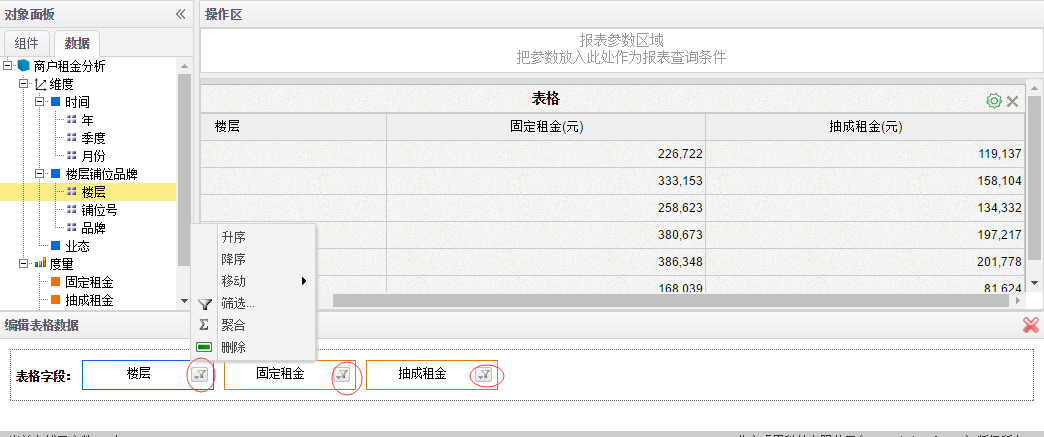 对象面板
操作区
组件 数据
报表参数区域
把参数放入此处作为报表查询条件
商户租金分析
维度
时间
年
季度
月份
楼层铺位品牌
楼层
铺位号
品牌
业态
度量
固定租金
抽成租金
表格
楼层 固定租金(元) 抽成租金(元)
226,722 119,137
333,153 158,104
258,623 134,332
380,673 197,217
386,348 201,778
168,039 81,624
升序
降序
移动
筛选...
聚合
删除
编辑表格数据
表格字段: 楼层 固定租金 抽成租金